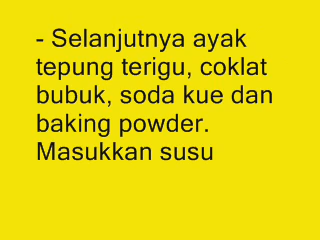 - Selanjutnya ayak
tepung terigu, coklat
bubuk, soda kue dan
baking powder.
Masukkan susu